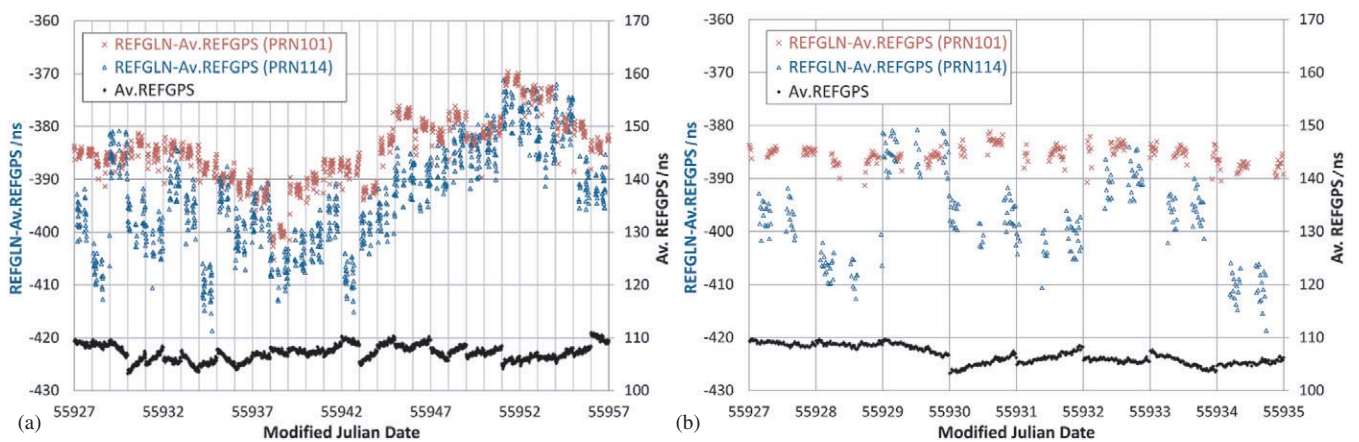 -360
-370
-380
-390
-400
-410
-420
-430
REFGLN-Av.REFGPS /ns
170
160
150
140
130
120
110
100
Av. REFGPS /ns
REFGLN-Av.REFGPS (PRN101)
REFGLN-Av.REFGPS (PRN114)
Av.REFGPS
55927 55932 55937 55942 55947 55952 55957
(a) Modified Julian Date
-360
-370
-380
-390
-400
-410
-420
-430
REFGLN-Av.REFGPS /ns
170
160
150
140
130
120
110
100
Av. REFGPS /ns
REFGLN-Av.REFGPS (PRN101)
REFGLN-Av.REFGPS (PRN114)
Av.REFGPS
55927 55928 55929 55930 55931 55932 55933 55934 55935
(b) Modified Julian Date